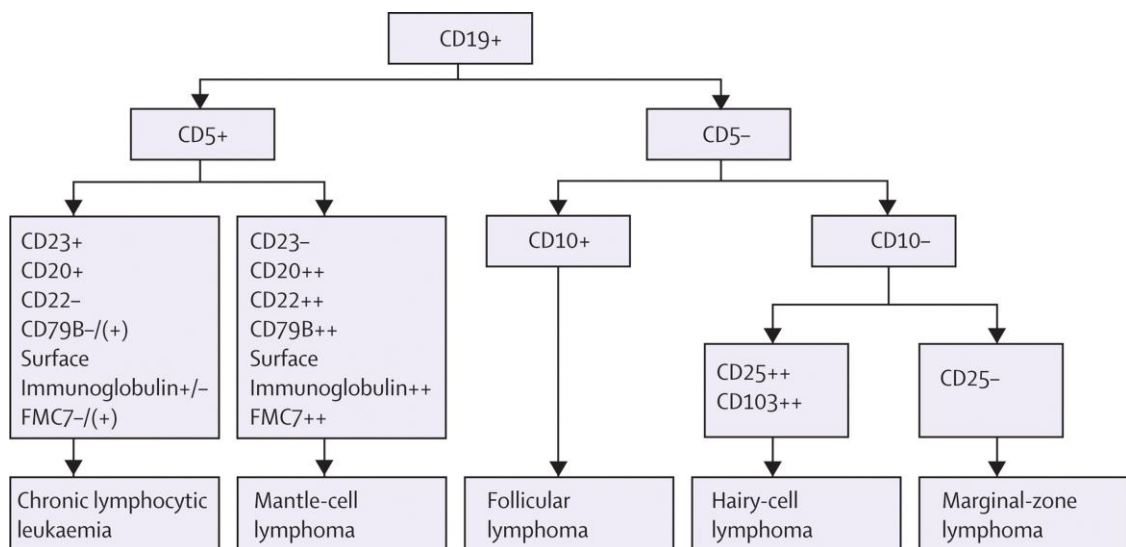 CD19+
CD5+
CD5–
CD23+
CD20+
CD22–
CD79B–/(+)
Surface
Immunoglobulin+/–
FMC7–/(+)
CD23–
CD20++
CD22++
CD79B++
Surface
Immunoglobulin++
FMC7++
CD10+
CD10–
CD25++
CD103++
CD25–
Chronic lymphocytic
leukaemia
Mantle-cell
lymphoma
Follicular
lymphoma
Hairy-cell
lymphoma
Marginal-zone
lymphoma